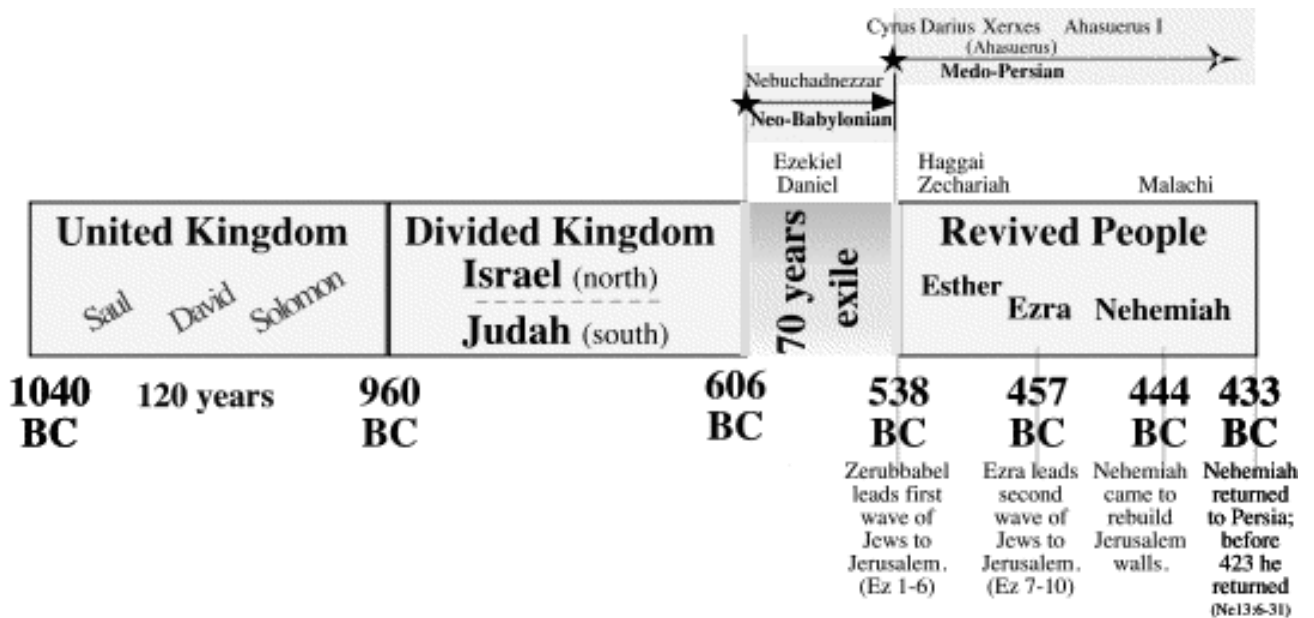 Cyrus Darius Xerxes Ahasuerus I
(Ahasuerus)
Medo-Persian
Nebuchadnezzar
Neo-Babylonian
Ezekiel
Daniel
Haggai
Zechariah
Malachi
United Kingdom
Saul David Solomon
Divided Kingdom
Israel (north)
Judah (south)
70 years
exile
Revived People
Esther
Ezra
Nehemiah
1040
BC
120 years
960
BC
606
BC
538
BC
457
BC
444
BC
433
BC
Zerubbabel
leads first
wave of
Jews to
Jerusalem.
(Ez 1-6)
Ezra leads
second
wave of
Jews to
Jerusalem.
(Ez 7-10)
Nehemiah
came to
rebuild
Jerusalem
walls.
Nehemiah
returned
to Persia;
before
423 he
returned
(Ne13:6-31)